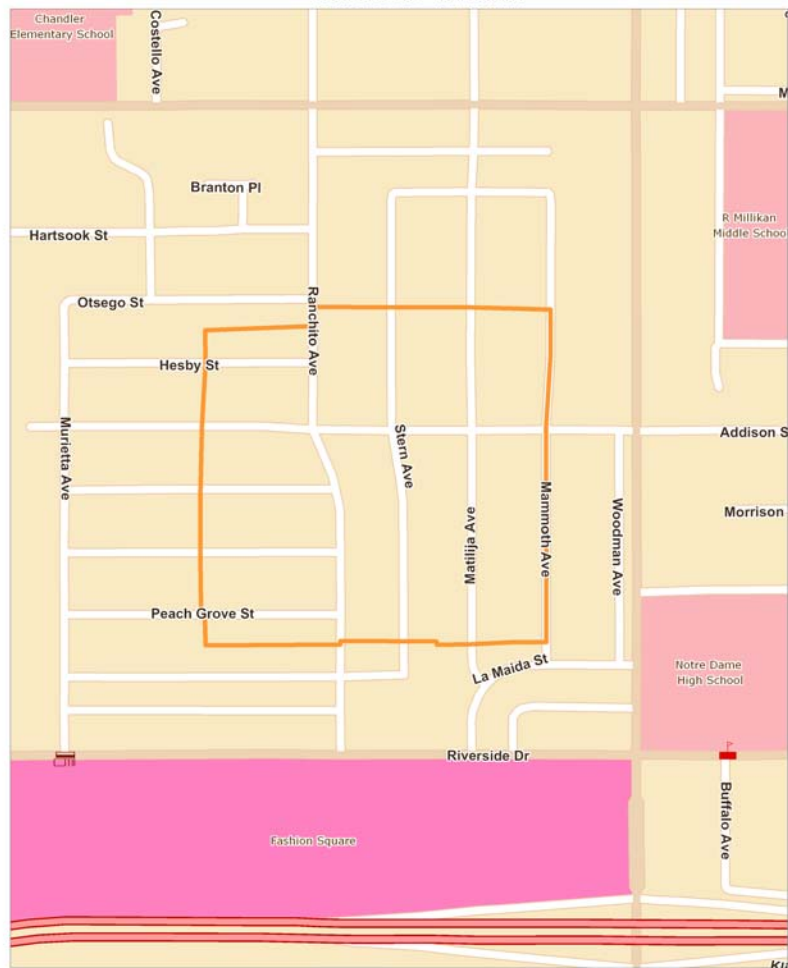 Chandler
Elementary School
Costello Ave
M
R Millikan
Middle School
Branton Pl
Hartsook St
Otsego St
Ranchito Ave
Hesby St
Murietta Ave
Stern Ave
Addison S
Matilija Ave
Mammoth Ave
Woodman Ave
Morrison
Peach Grove St
La Maida St
Notre Dame
High School
Riverside Dr
Fashion Square
Buffalo Ave